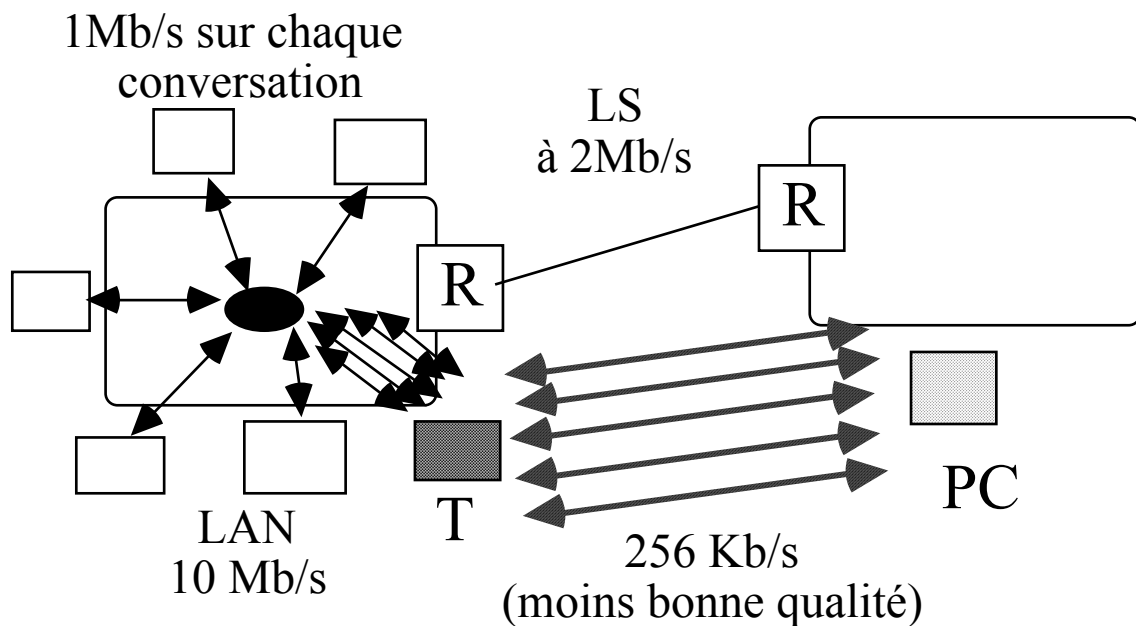 1Mb/s sur chaque
conversation
LS
à 2Mb/s
R
R
T
PC
LAN
10 Mb/s
256 Kb/s
(moins bonne qualité)